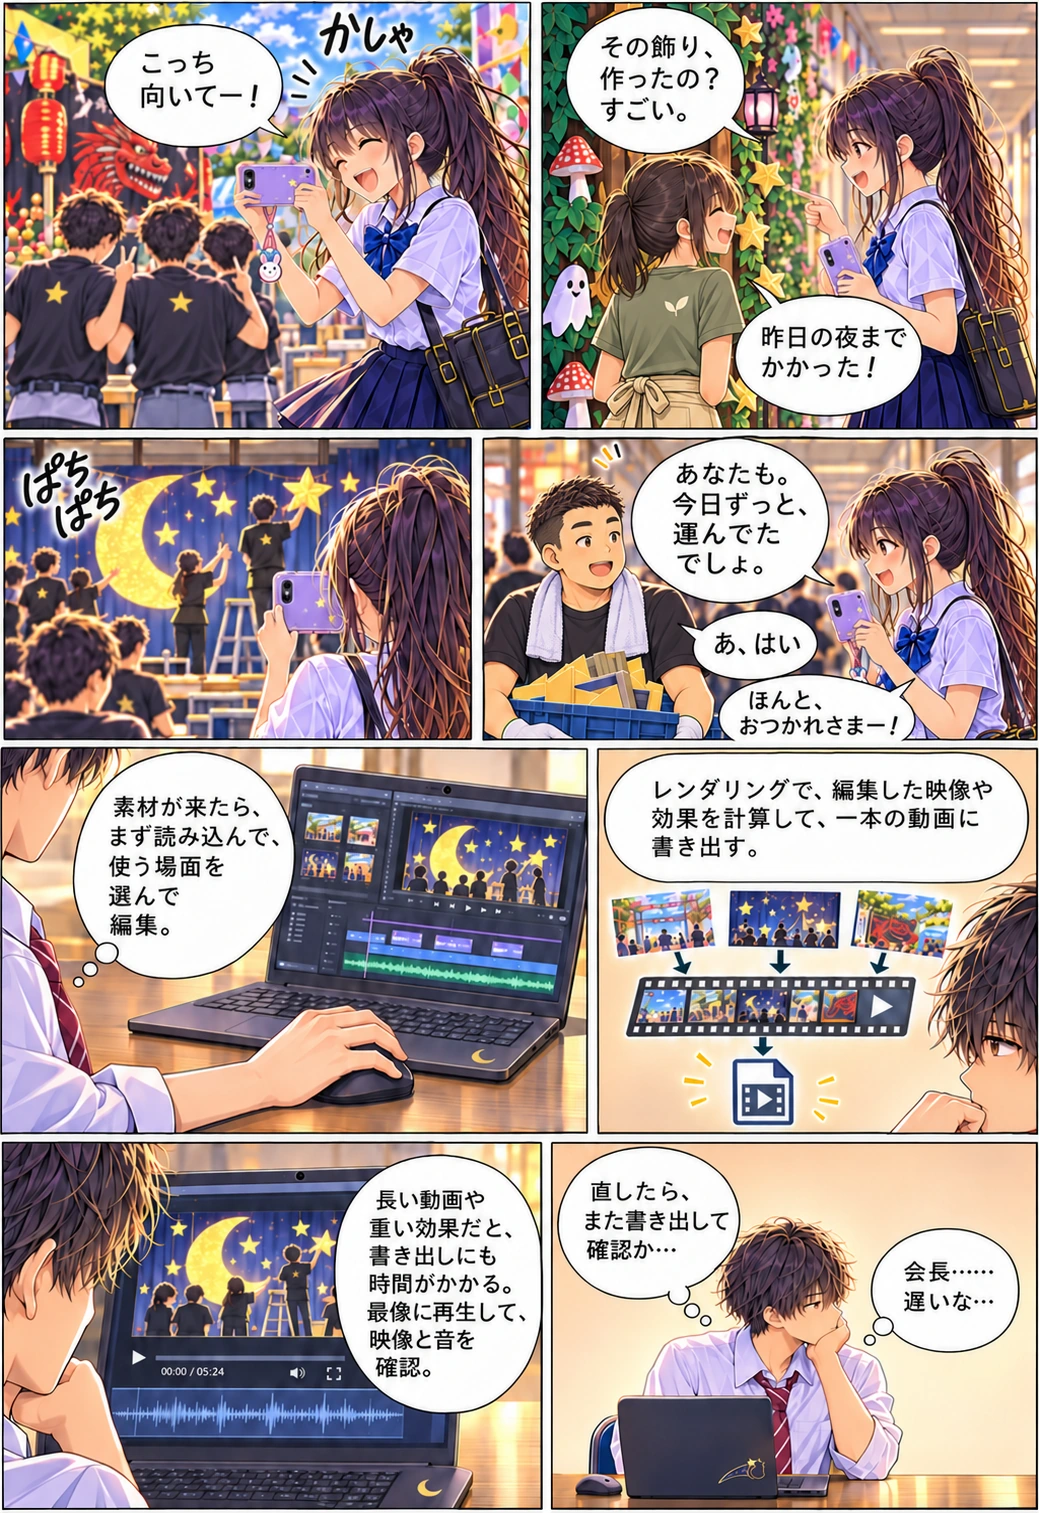 こっち
向いてー！
かしゃ
その飾り、
作ったの？
すごい。
昨日の夜まで
かかった！
ぱち
ぱち
あなたも。
今日ずっと、
運んでた
でしょ。
あ、はい
ほんと、
おつかれさまー！
素材が来たら、
まず読み込んで、
使う場面を
選んで
編集。
レンダリングで、編集した映像や
効果を計算して、一本の動画に
書き出す。
長い動画や
重い効果だと、
書き出しにも
時間がかかる。
最像に再生して、
映像と音を
確認。
00:00 / 05:24
直したら、
また書き出して
確認か…
会長……
遅いな…